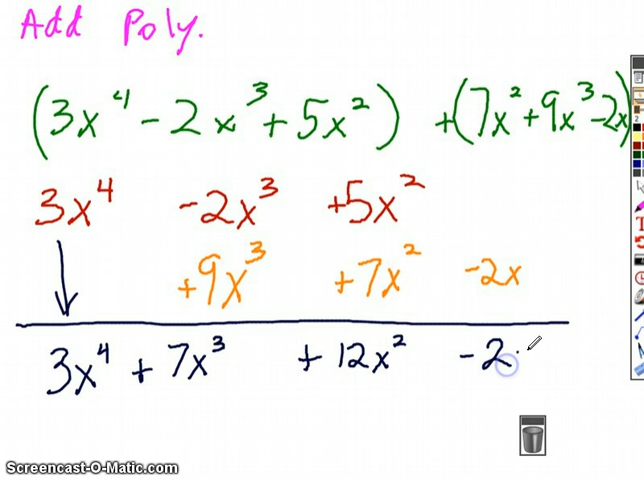 Add Poly.
(3x⁴ - 2x³ + 5x²) + (7x² + 9x³ - 2x)
3x⁴ -2x³ +5x²
+9x³ +7x² -2x
3x⁴ + 7x³ + 12x² -2
Screencast-O-Matic.com